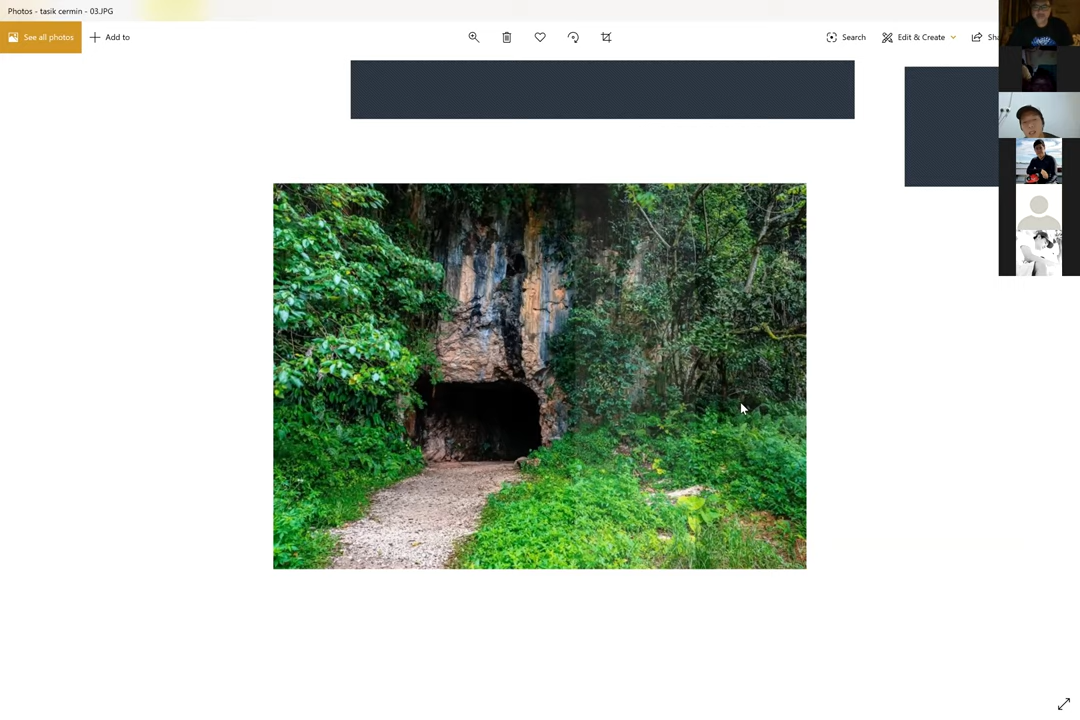 Photos - tasik cermin - 03.JPG
See all photos
Add to
Search
Edit & Create